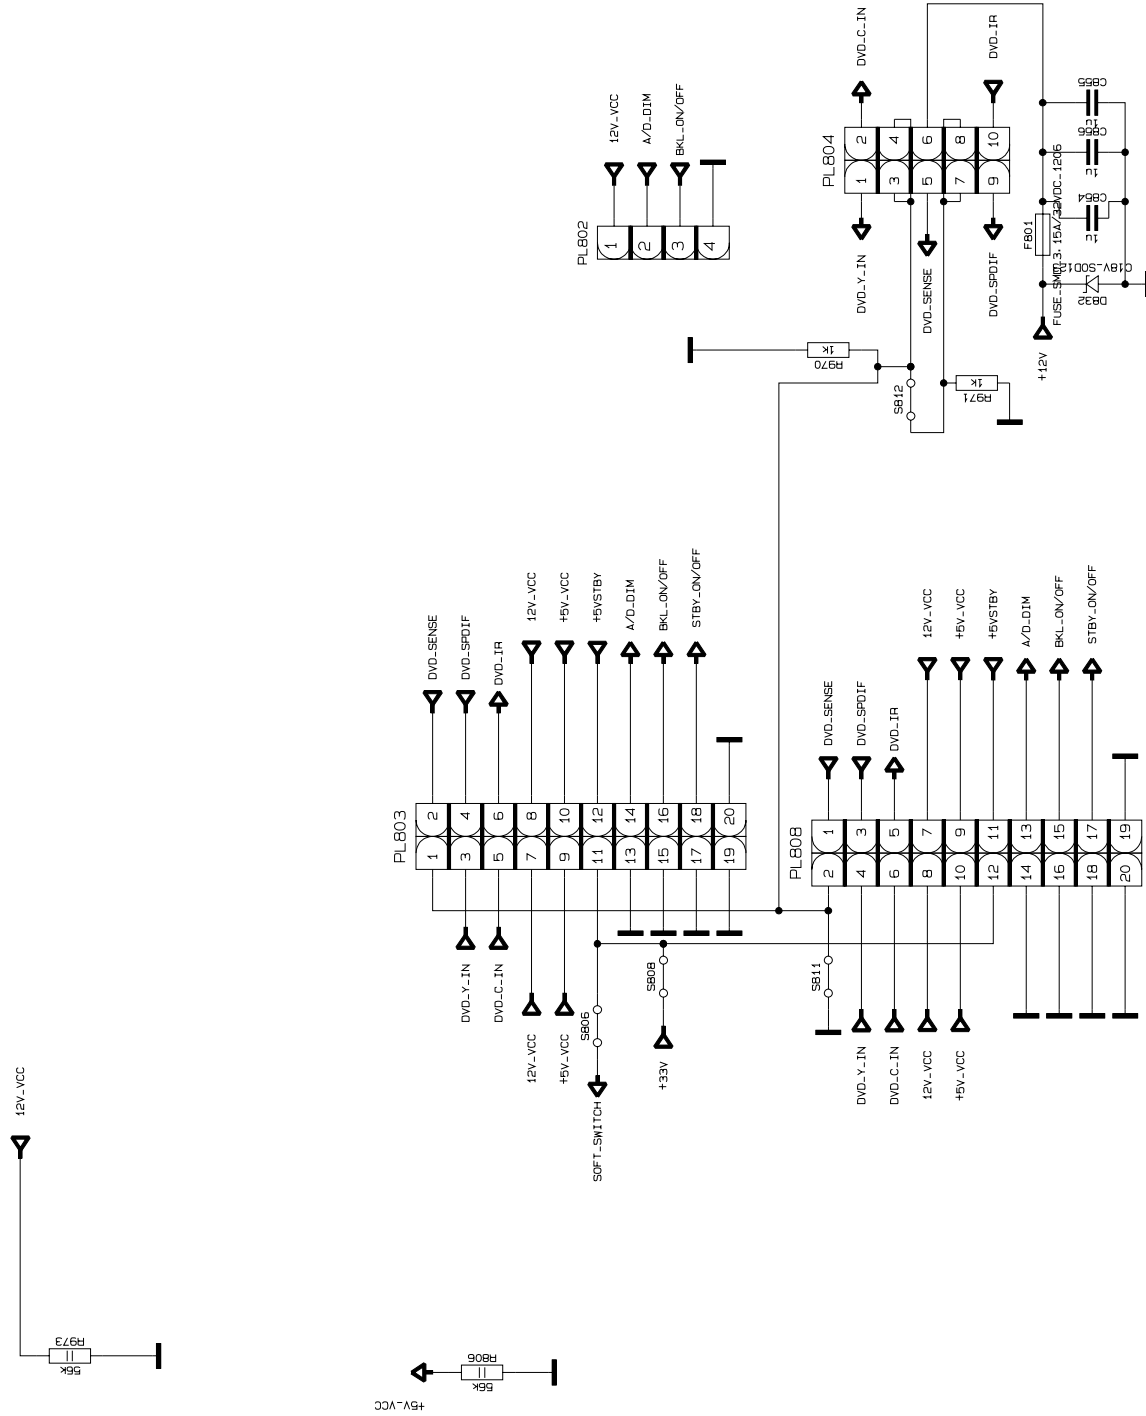 DVD_C_IN
DVD_IR
12V_VCC
A/D_DIM
BKL_ON/OFF
PL804
2
4
6
8
10
1
3
5
7
9
C855
1u
C856
1u
C854
1u
PL802
1
2
3
4
DVD_Y_IN
DVD_SENSE
DVD_SPDIF
F801
FUSE_SMD_3.15A/32VDC_1206
C18V_SOD12
D832
+12V
1k
R970
S812
1k
R971
DVD_SENSE
DVD_SPDIF
DVD_IR
12V_VCC
+5V_VCC
+5VSTBY
A/D_DIM
BKL_ON/OFF
STBY_ON/OFF
PL803
2
4
6
8
10
12
14
16
18
20
1
3
5
7
9
11
13
15
17
19
DVD_Y_IN
DVD_C_IN
12V_VCC
+5V_VCC
S806
SOFT_SWITCH
S808
+33V
DVD_SENSE
DVD_SPDIF
DVD_IR
12V_VCC
+5V_VCC
+5VSTBY
A/D_DIM
BKL_ON/OFF
STBY_ON/OFF
PL808
1
3
5
7
9
11
13
15
17
19
2
4
6
8
10
12
14
16
18
20
S811
DVD_Y_IN
DVD_C_IN
12V_VCC
+5V_VCC
12V_VCC
R973
56k
R806
56k
+5V_VCC